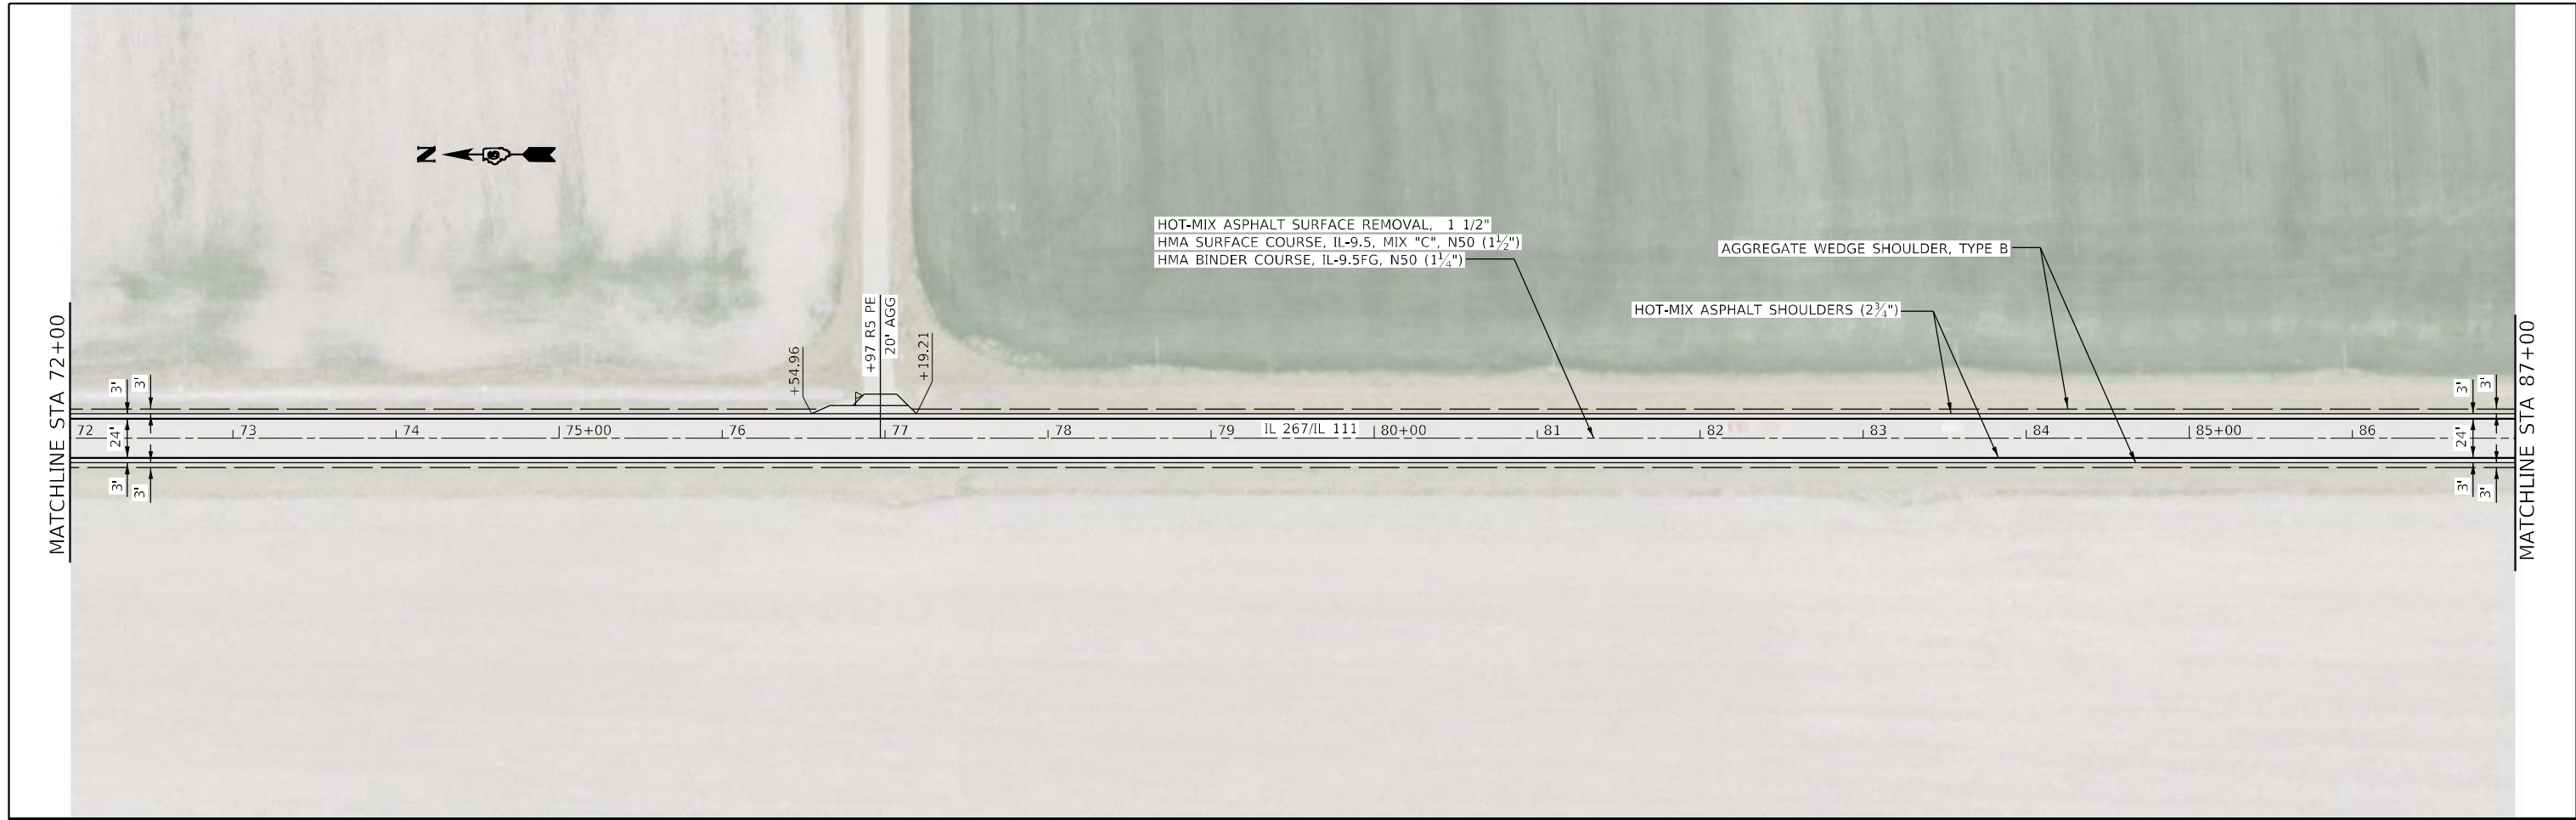 N
HOT-MIX ASPHALT SURFACE REMOVAL, 1 1/2"
HMA SURFACE COURSE, IL-9.5, MIX "C", N50 (1½")
HMA BINDER COURSE, IL-9.5FG, N50 (1¼")
AGGREGATE WEDGE SHOULDER, TYPE B
HOT-MIX ASPHALT SHOULDERS (2¾")
MATCHLINE STA 72+00
MATCHLINE STA 87+00
+54.96
+97 R5 PE
20' AGG
+19.21
3' 3'
3' 3'
72 73 74 75+00 76 77 78 79 IL 267/IL 111 80+00 81 82 83 84 85+00 86
24'
24'
3' 3'
3' 3'